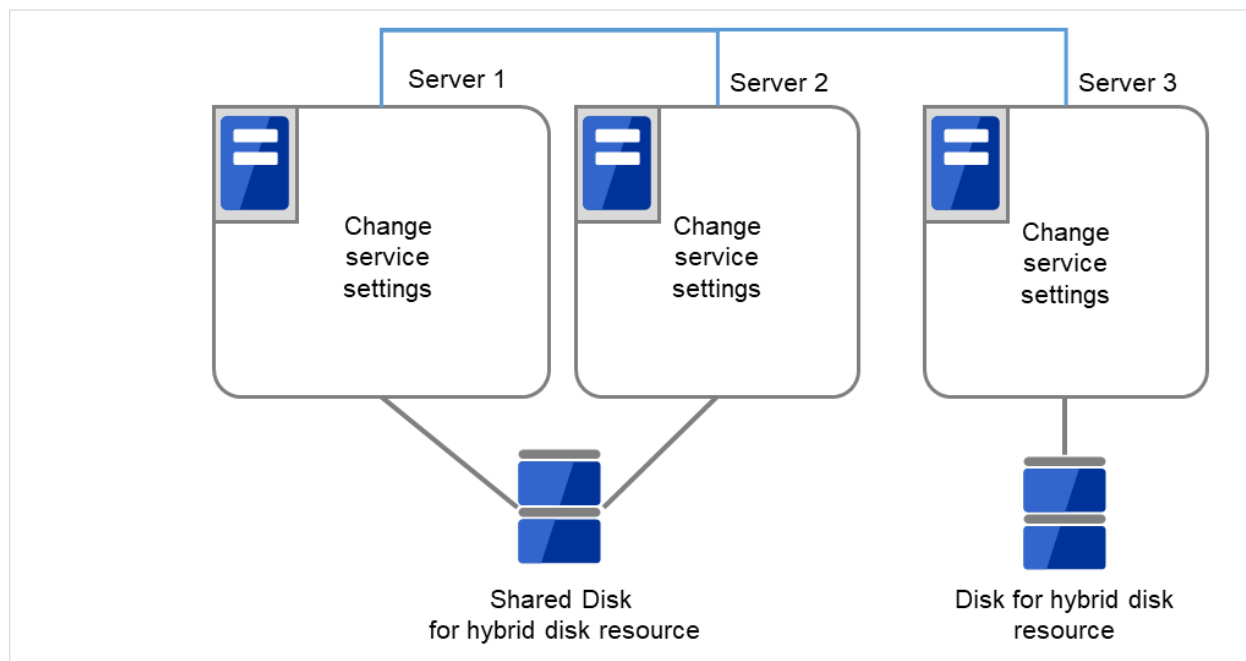 Server 1
Server 2
Server 3
Change
service
settings
Change
service
settings
Change
service
settings
Shared Disk
for hybrid disk resource
Disk for hybrid disk
resource